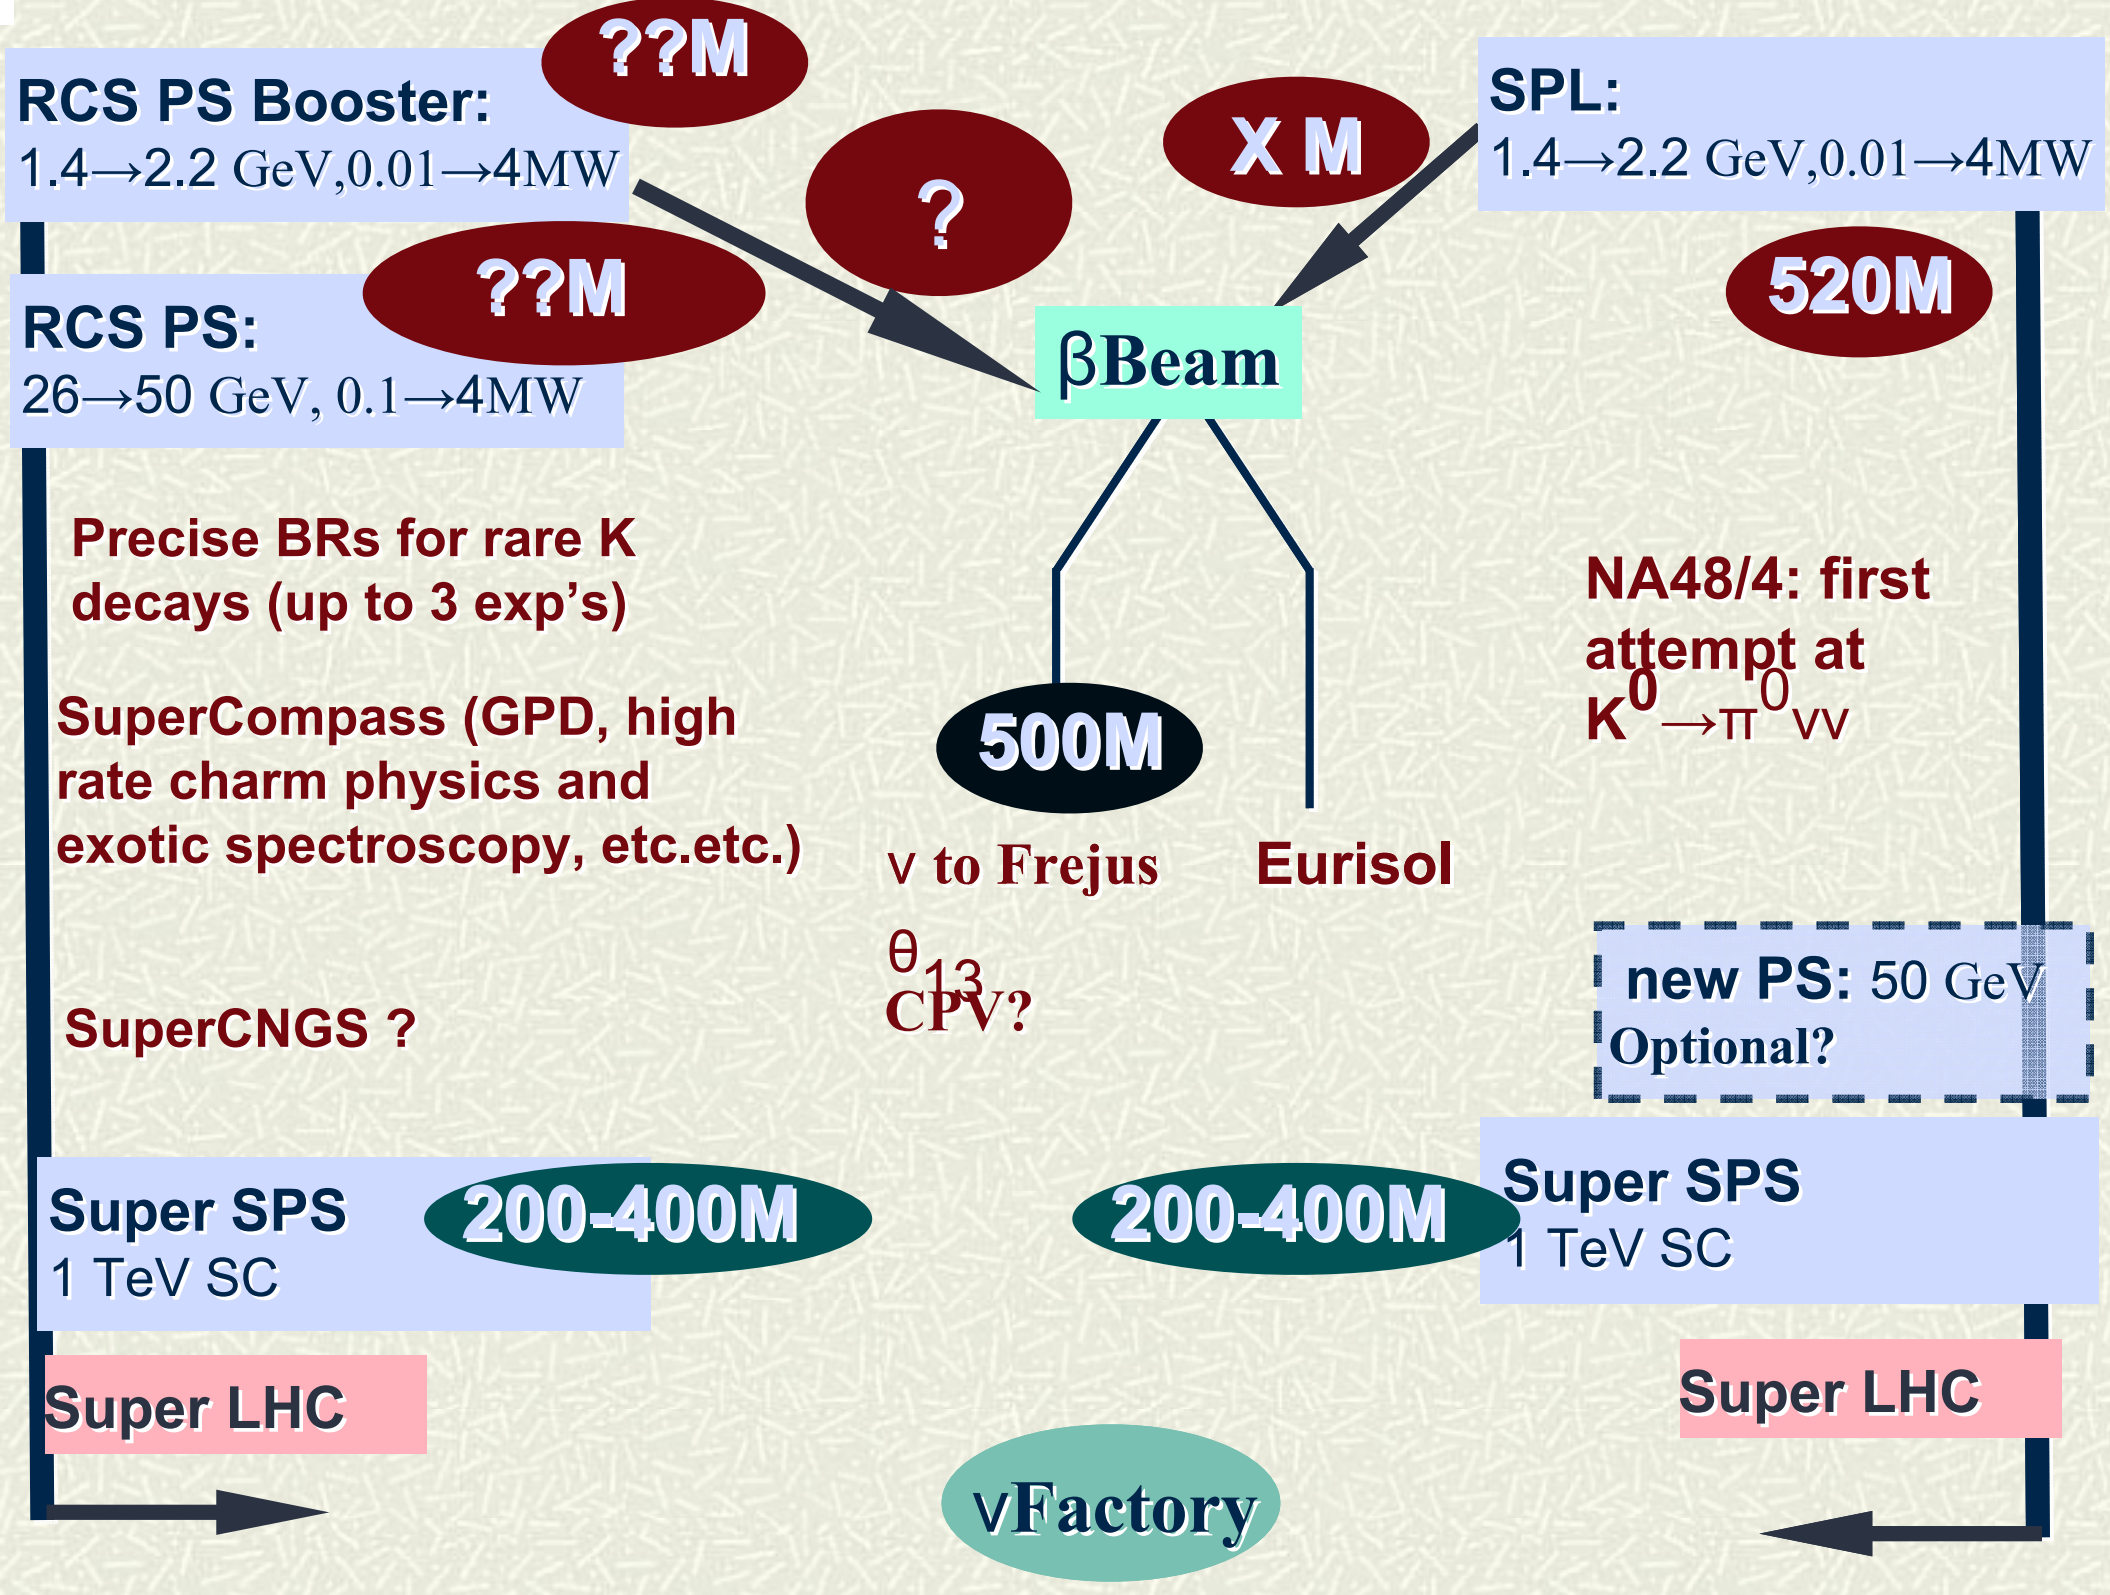 ??M
RCS PS Booster:
1.4→2.2 GeV,0.01→4MW
?
X M
SPL:
1.4→2.2 GeV,0.01→4MW
??M
RCS PS:
26→50 GeV, 0.1→4MW
520M
βBeam
Precise BRs for rare K
decays (up to 3 exp's)
SuperCompass (GPD, high
rate charm physics and
exotic spectroscopy, etc.etc.)
SuperCNGS ?
500M
ν to Frejus
θ13
CPV?
Eurisol
NA48/4: first
attempt at
K⁰→π⁰νν
new PS: 50 GeV
Optional?
Super SPS
1 TeV SC
200-400M
200-400M
Super SPS
1 TeV SC
Super LHC
Super LHC
νFactory